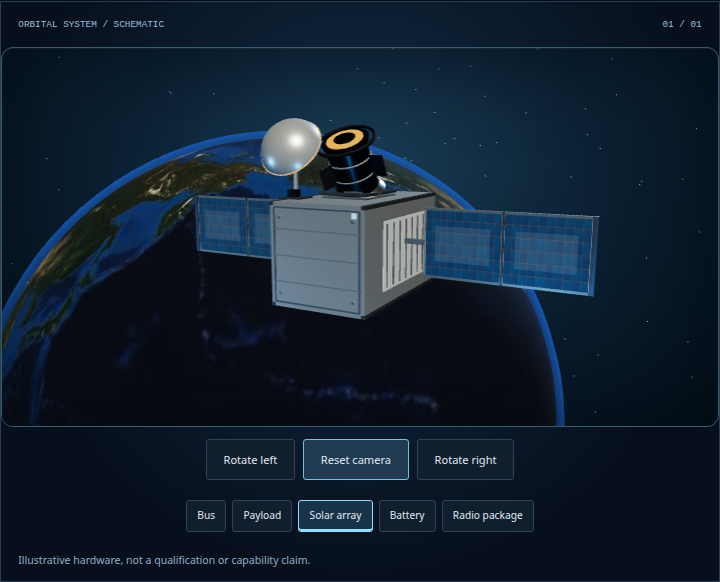 ORBITAL SYSTEM / SCHEMATIC 01 / 01
Rotate left Reset camera Rotate right
Bus Payload Solar array Battery Radio package
Illustrative hardware, not a qualification or capability claim.